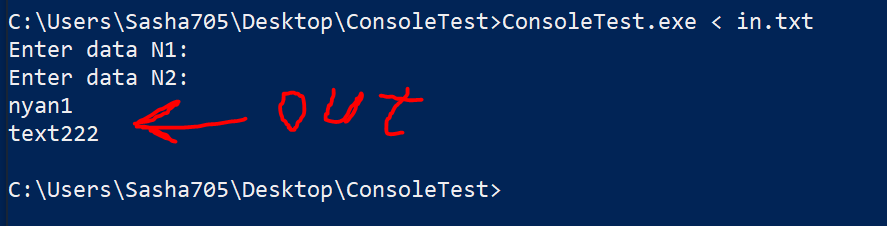 C:\Users\Sasha705\Desktop\ConsoleTest>ConsoleTest.exe < in.txt
Enter data N1:
Enter data N2:
nyan1
text222
out
C:\Users\Sasha705\Desktop\ConsoleTest>